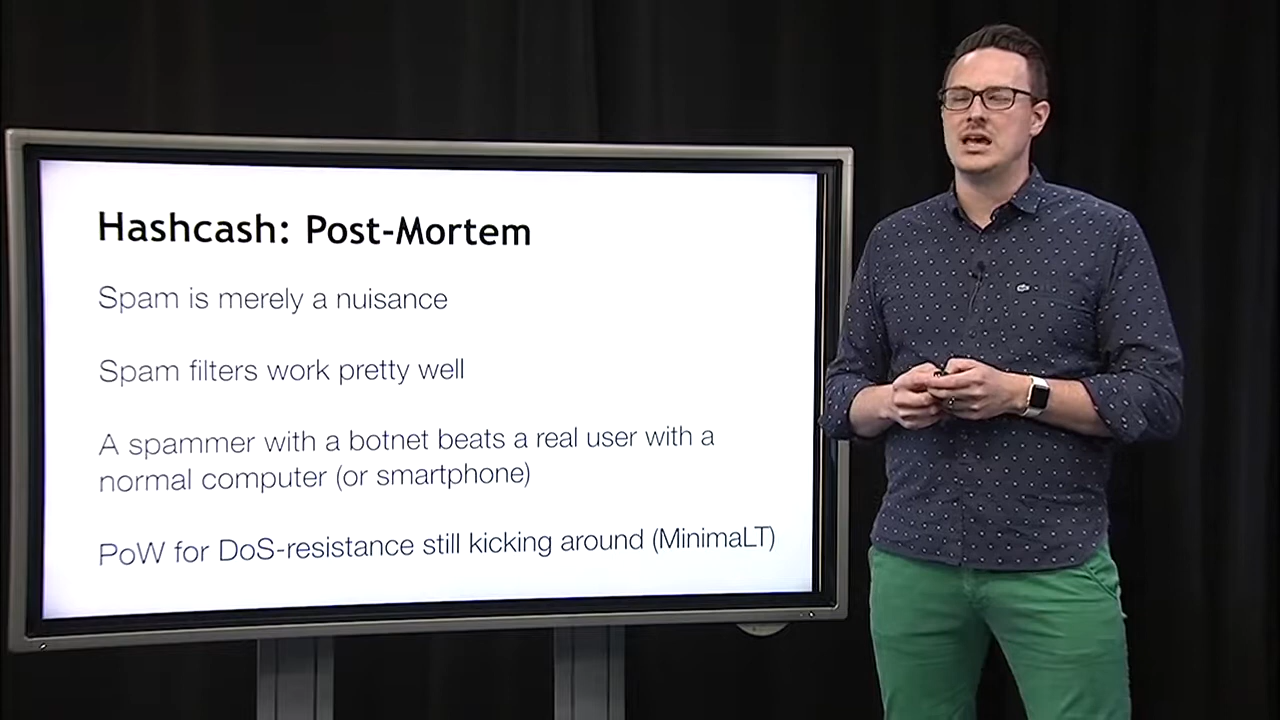 Hashcash: Post-Mortem
Spam is merely a nuisance
Spam filters work pretty well
A spammer with a botnet beats a real user with a
normal computer (or smartphone)
PoW for DoS-resistance still kicking around (MinimaLT)